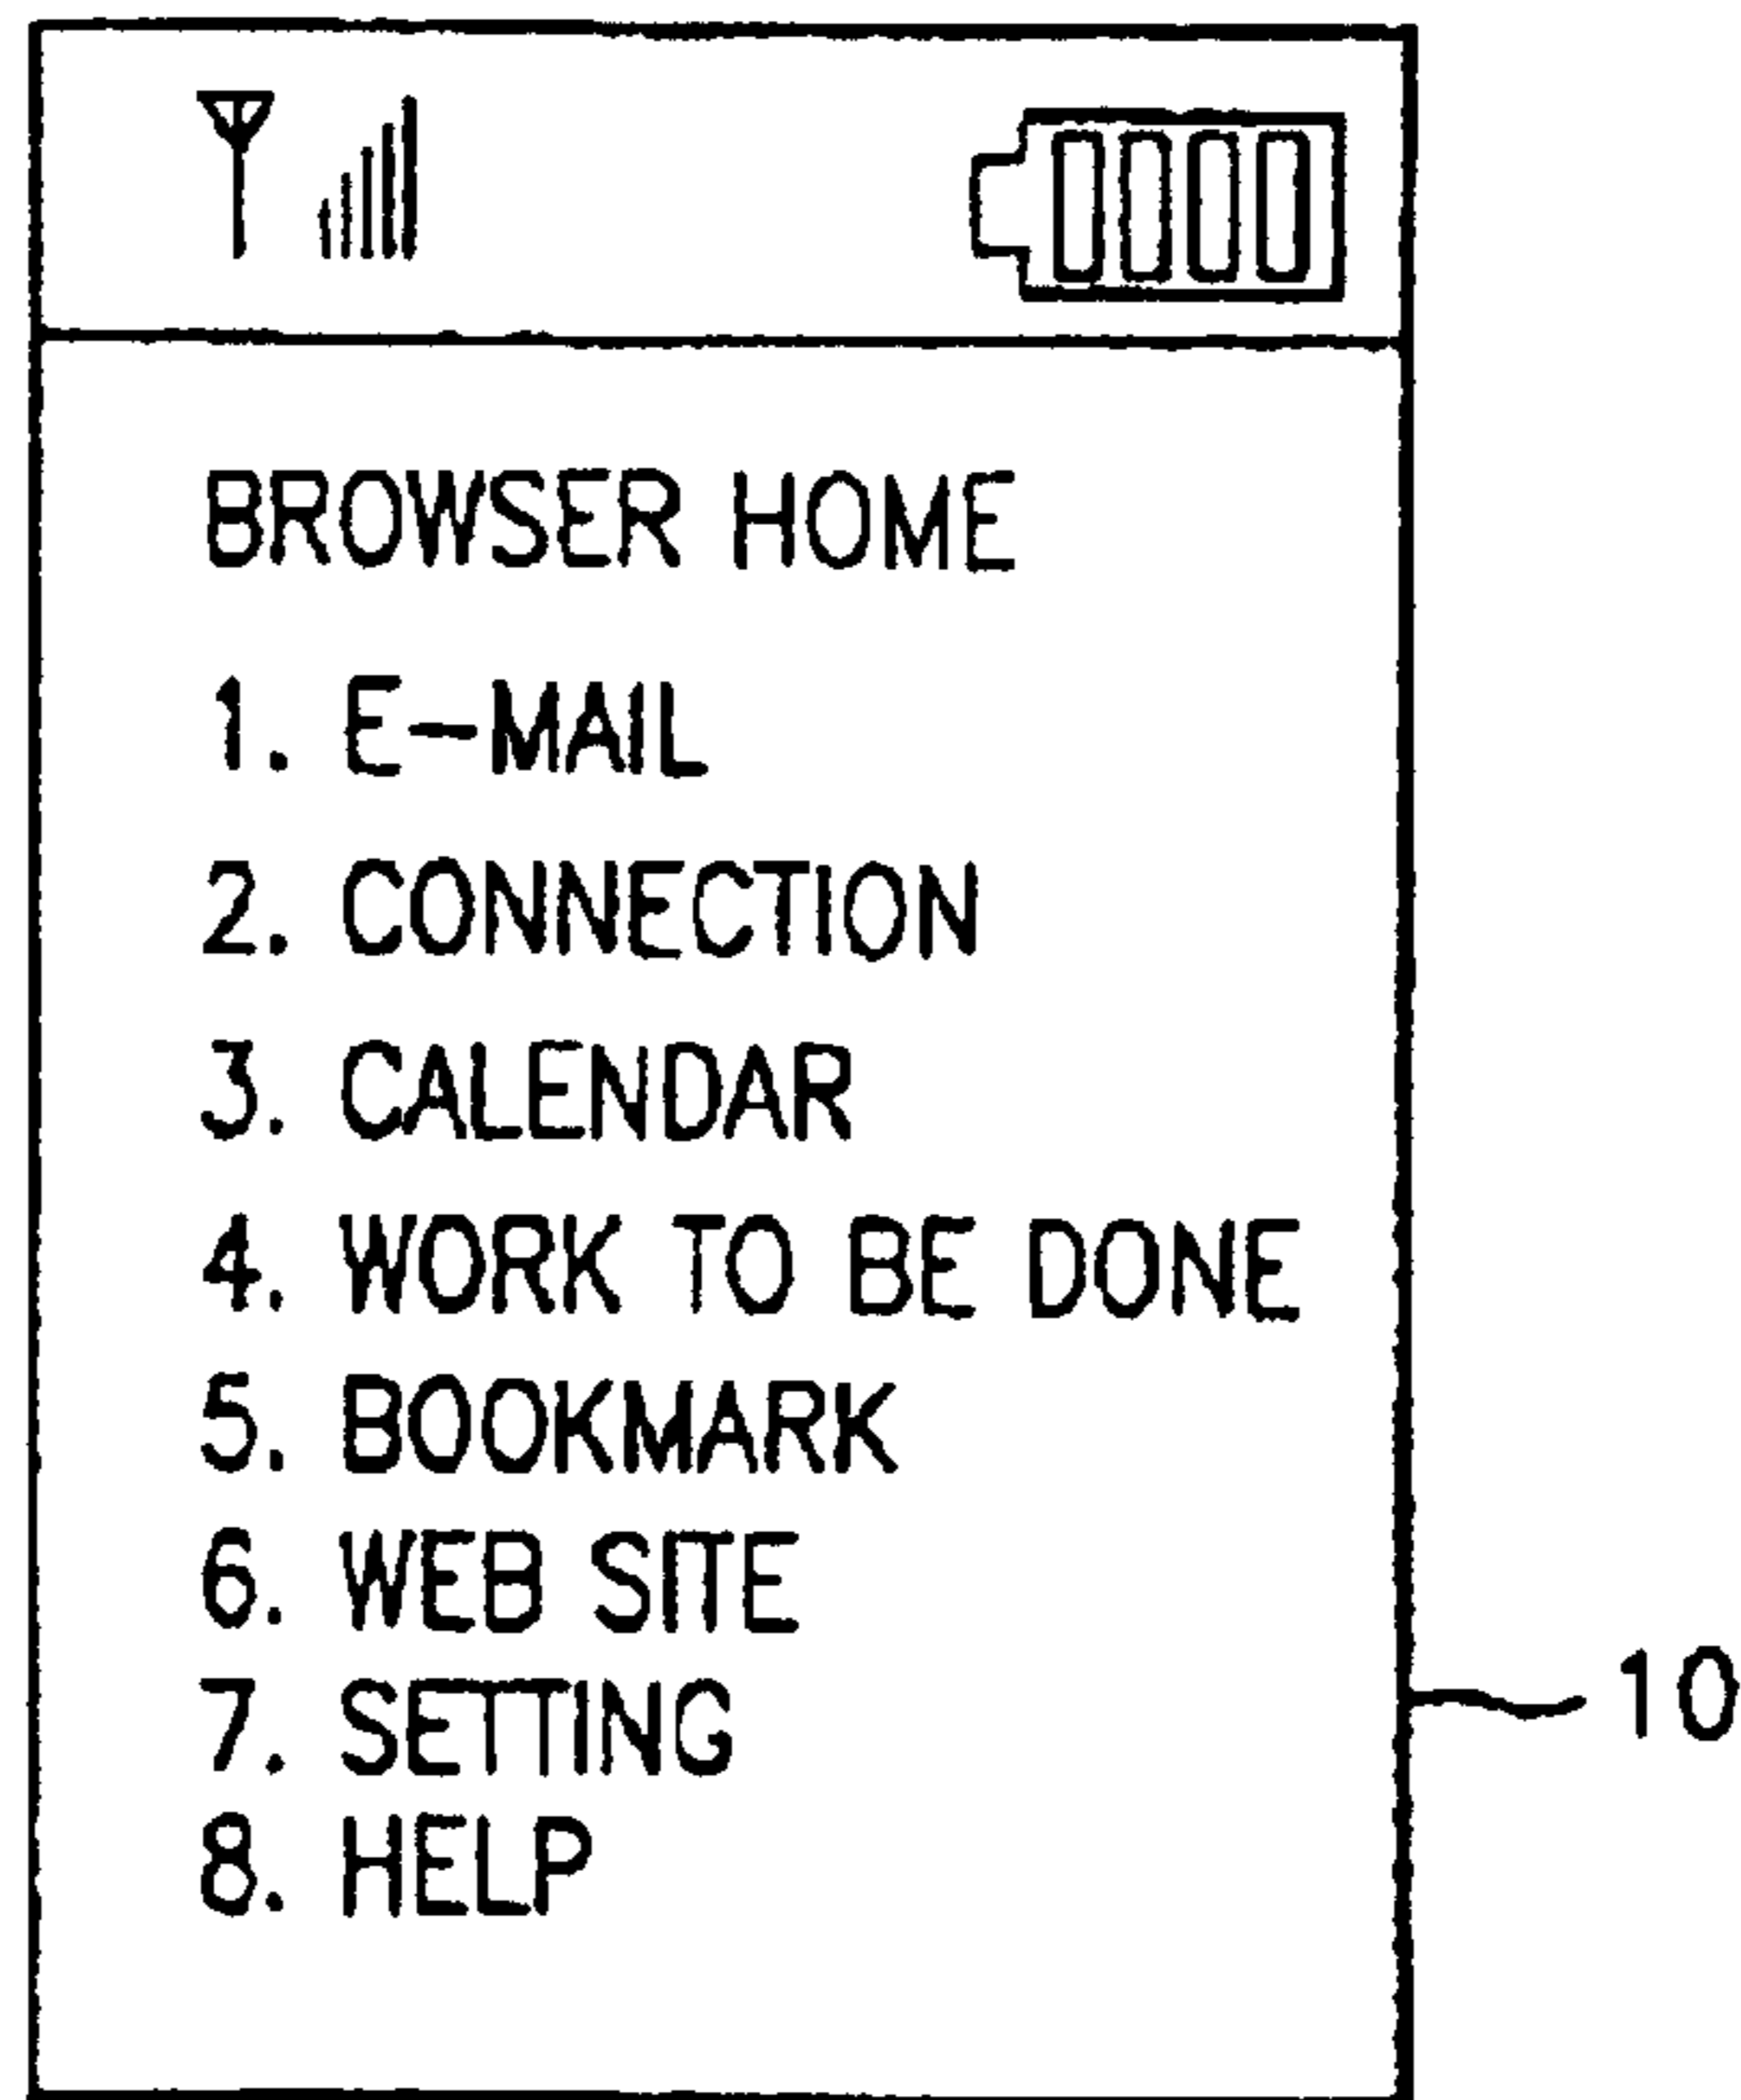 BROWSER HOME
1. E-MAIL
2. CONNECTION
3. CALENDAR
4. WORK TO BE DONE
5. BOOKMARK
6. WEB SITE
7. SETTING
10
8. HELP